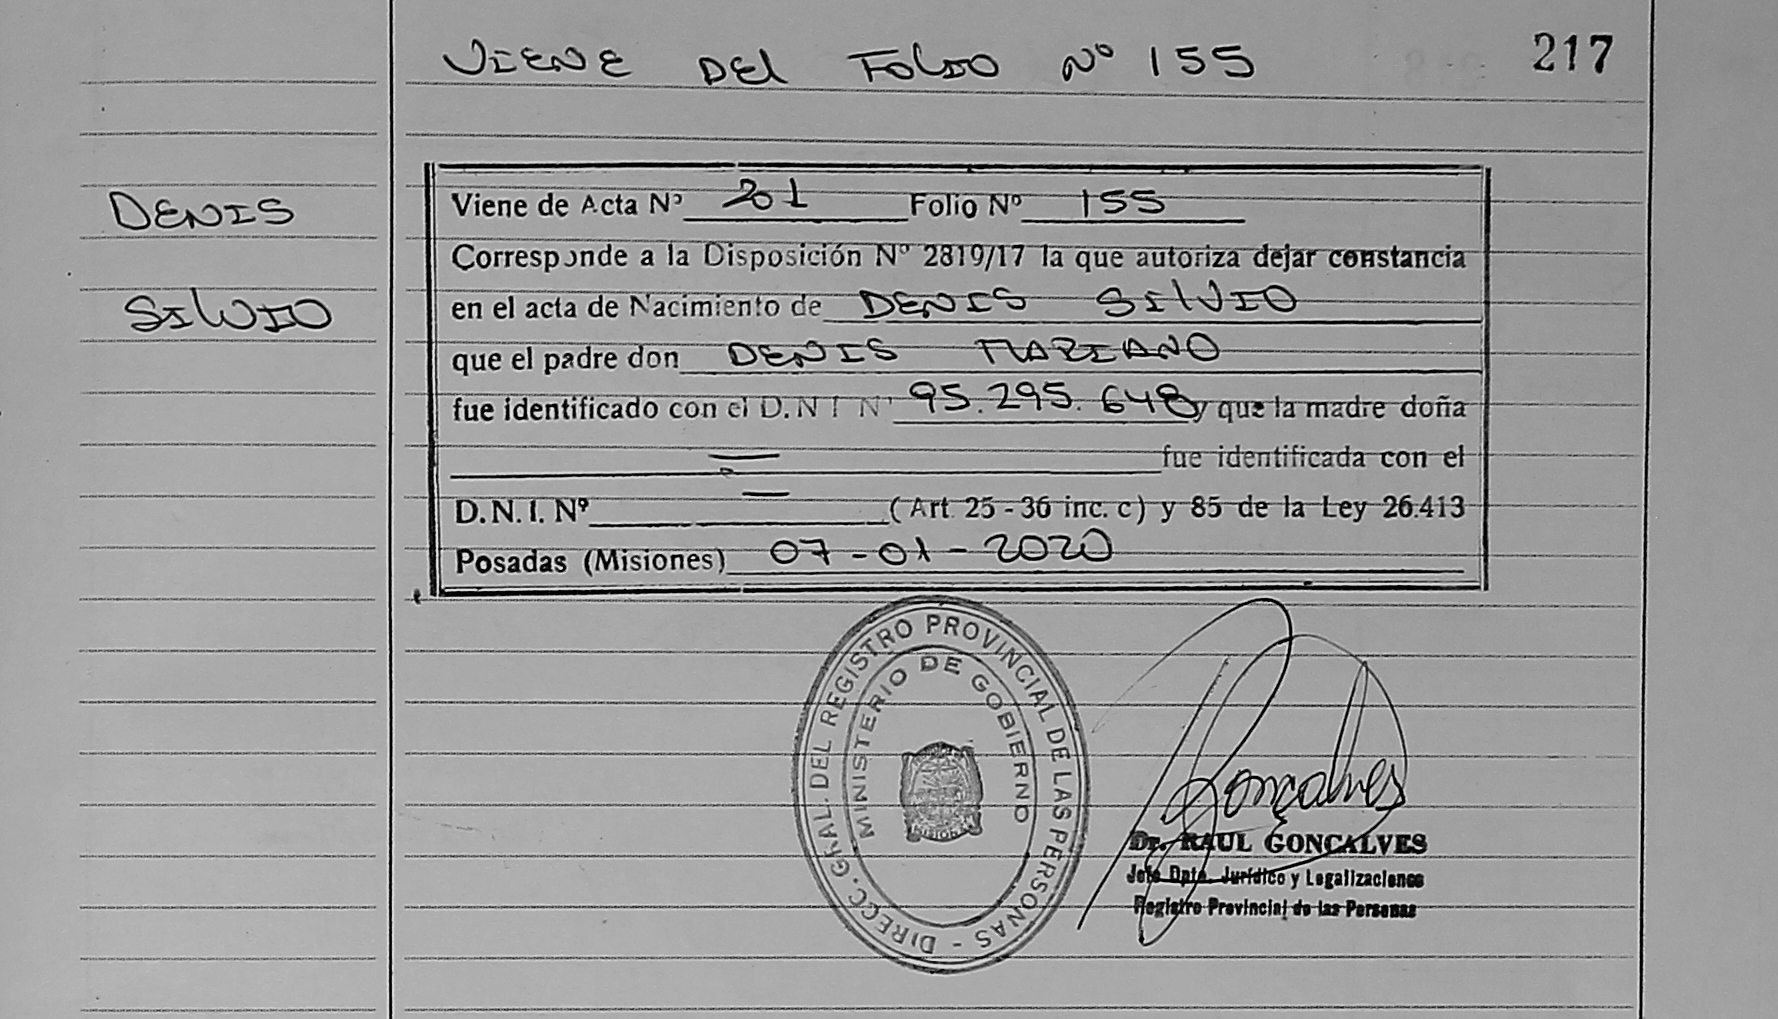 VIENE DEL FOLIO Nº 155
217
DENIS
SILVIO
Viene de Acta Nº 201 Folio Nº 155
Corresponde a la Disposición Nº 2819/17 la que autoriza dejar constancia
en el acta de Nacimiento de DENIS SILVIO
que el padre don DENIS MARIANO
fue identificado con el D.N.I Nº 95.295.648 y que la madre doña
fue identificada con el
D.N.I. Nº — (Art. 25 - 36 inc. c) y 85 de la Ley 26.413
Posadas (Misiones) 07-01-2020
DIRECC. GRAL. DEL REGISTRO PROVINCIAL DE LAS PERSONAS -
MINISTERIO DE GOBIERNO
MISIONES
Gonçalves
Dr. RAUL GONÇALVES
Jefe Dpto. Jurídico y Legalizaciones
Registro Provincial de las Personas